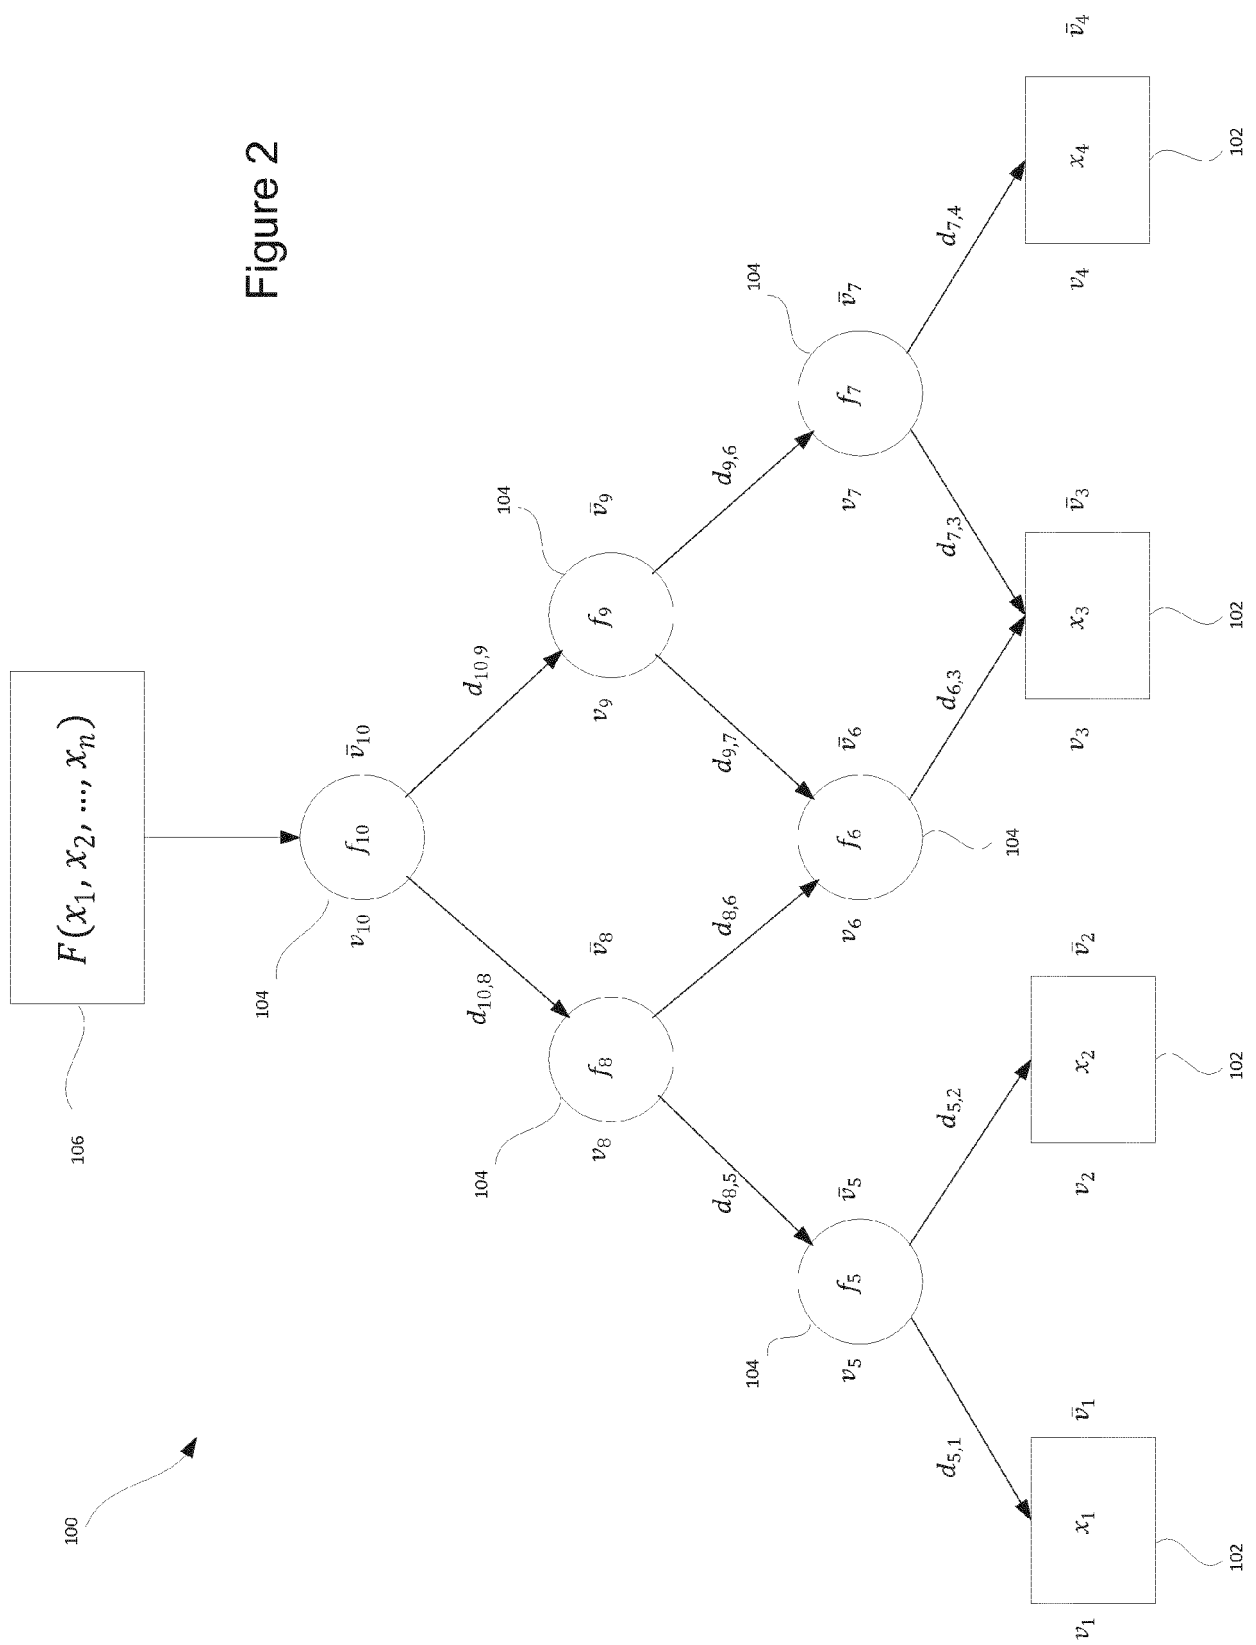 Figure 2
100
106
F(x₁, x₂, ..., xₙ)
104
v₁₀
f₁₀
v̄₁₀
d₁₀,₈
d₁₀,₉
104
v₈
f₈
v̄₈
104
v₉
f₉
v̄₉
d₈,₅
d₈,₆
d₉,₇
d₉,₆
104
v₅
f₅
v̄₅
v₆
f₆
v̄₆
104
104
v₇
f₇
v̄₇
d₅,₁
d₅,₂
d₆,₃
d₇,₃
d₇,₄
v₁
x₁
v̄₁
v₂
x₂
v̄₂
v₃
x₃
v̄₃
v₄
x₄
v̄₄
102
102
102
102